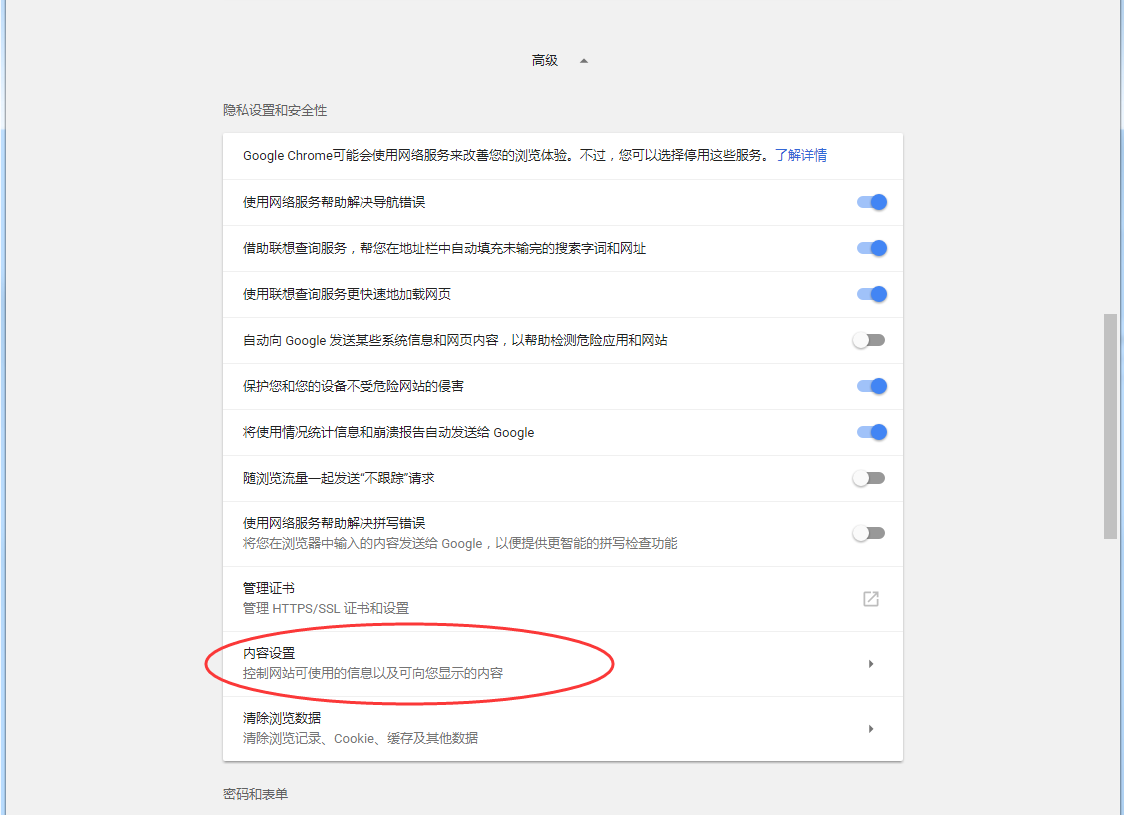 高级
隐私设置和安全性
Google Chrome可能会使用网络服务来改善您的浏览体验。不过，您可以选择停用这些服务。了解详情
使用网络服务帮助解决导航错误
借助联想查询服务，帮您在地址栏中自动填充未输完的搜索字词和网址
使用联想查询服务更快速地加载网页
自动向 Google 发送某些系统信息和网页内容，以帮助检测危险应用和网站
保护您和您的设备不受危险网站的侵害
将使用情况统计信息和崩溃报告自动发送给 Google
随浏览流量一起发送“不跟踪”请求
使用网络服务帮助解决拼写错误
将您在浏览器中输入的内容发送给 Google，以便提供更智能的拼写检查功能
管理证书
管理 HTTPS/SSL 证书和设置
内容设置
控制网站可使用的信息以及可向您显示的内容
清除浏览数据
清除浏览记录、Cookie、缓存及其他数据
密码和表单